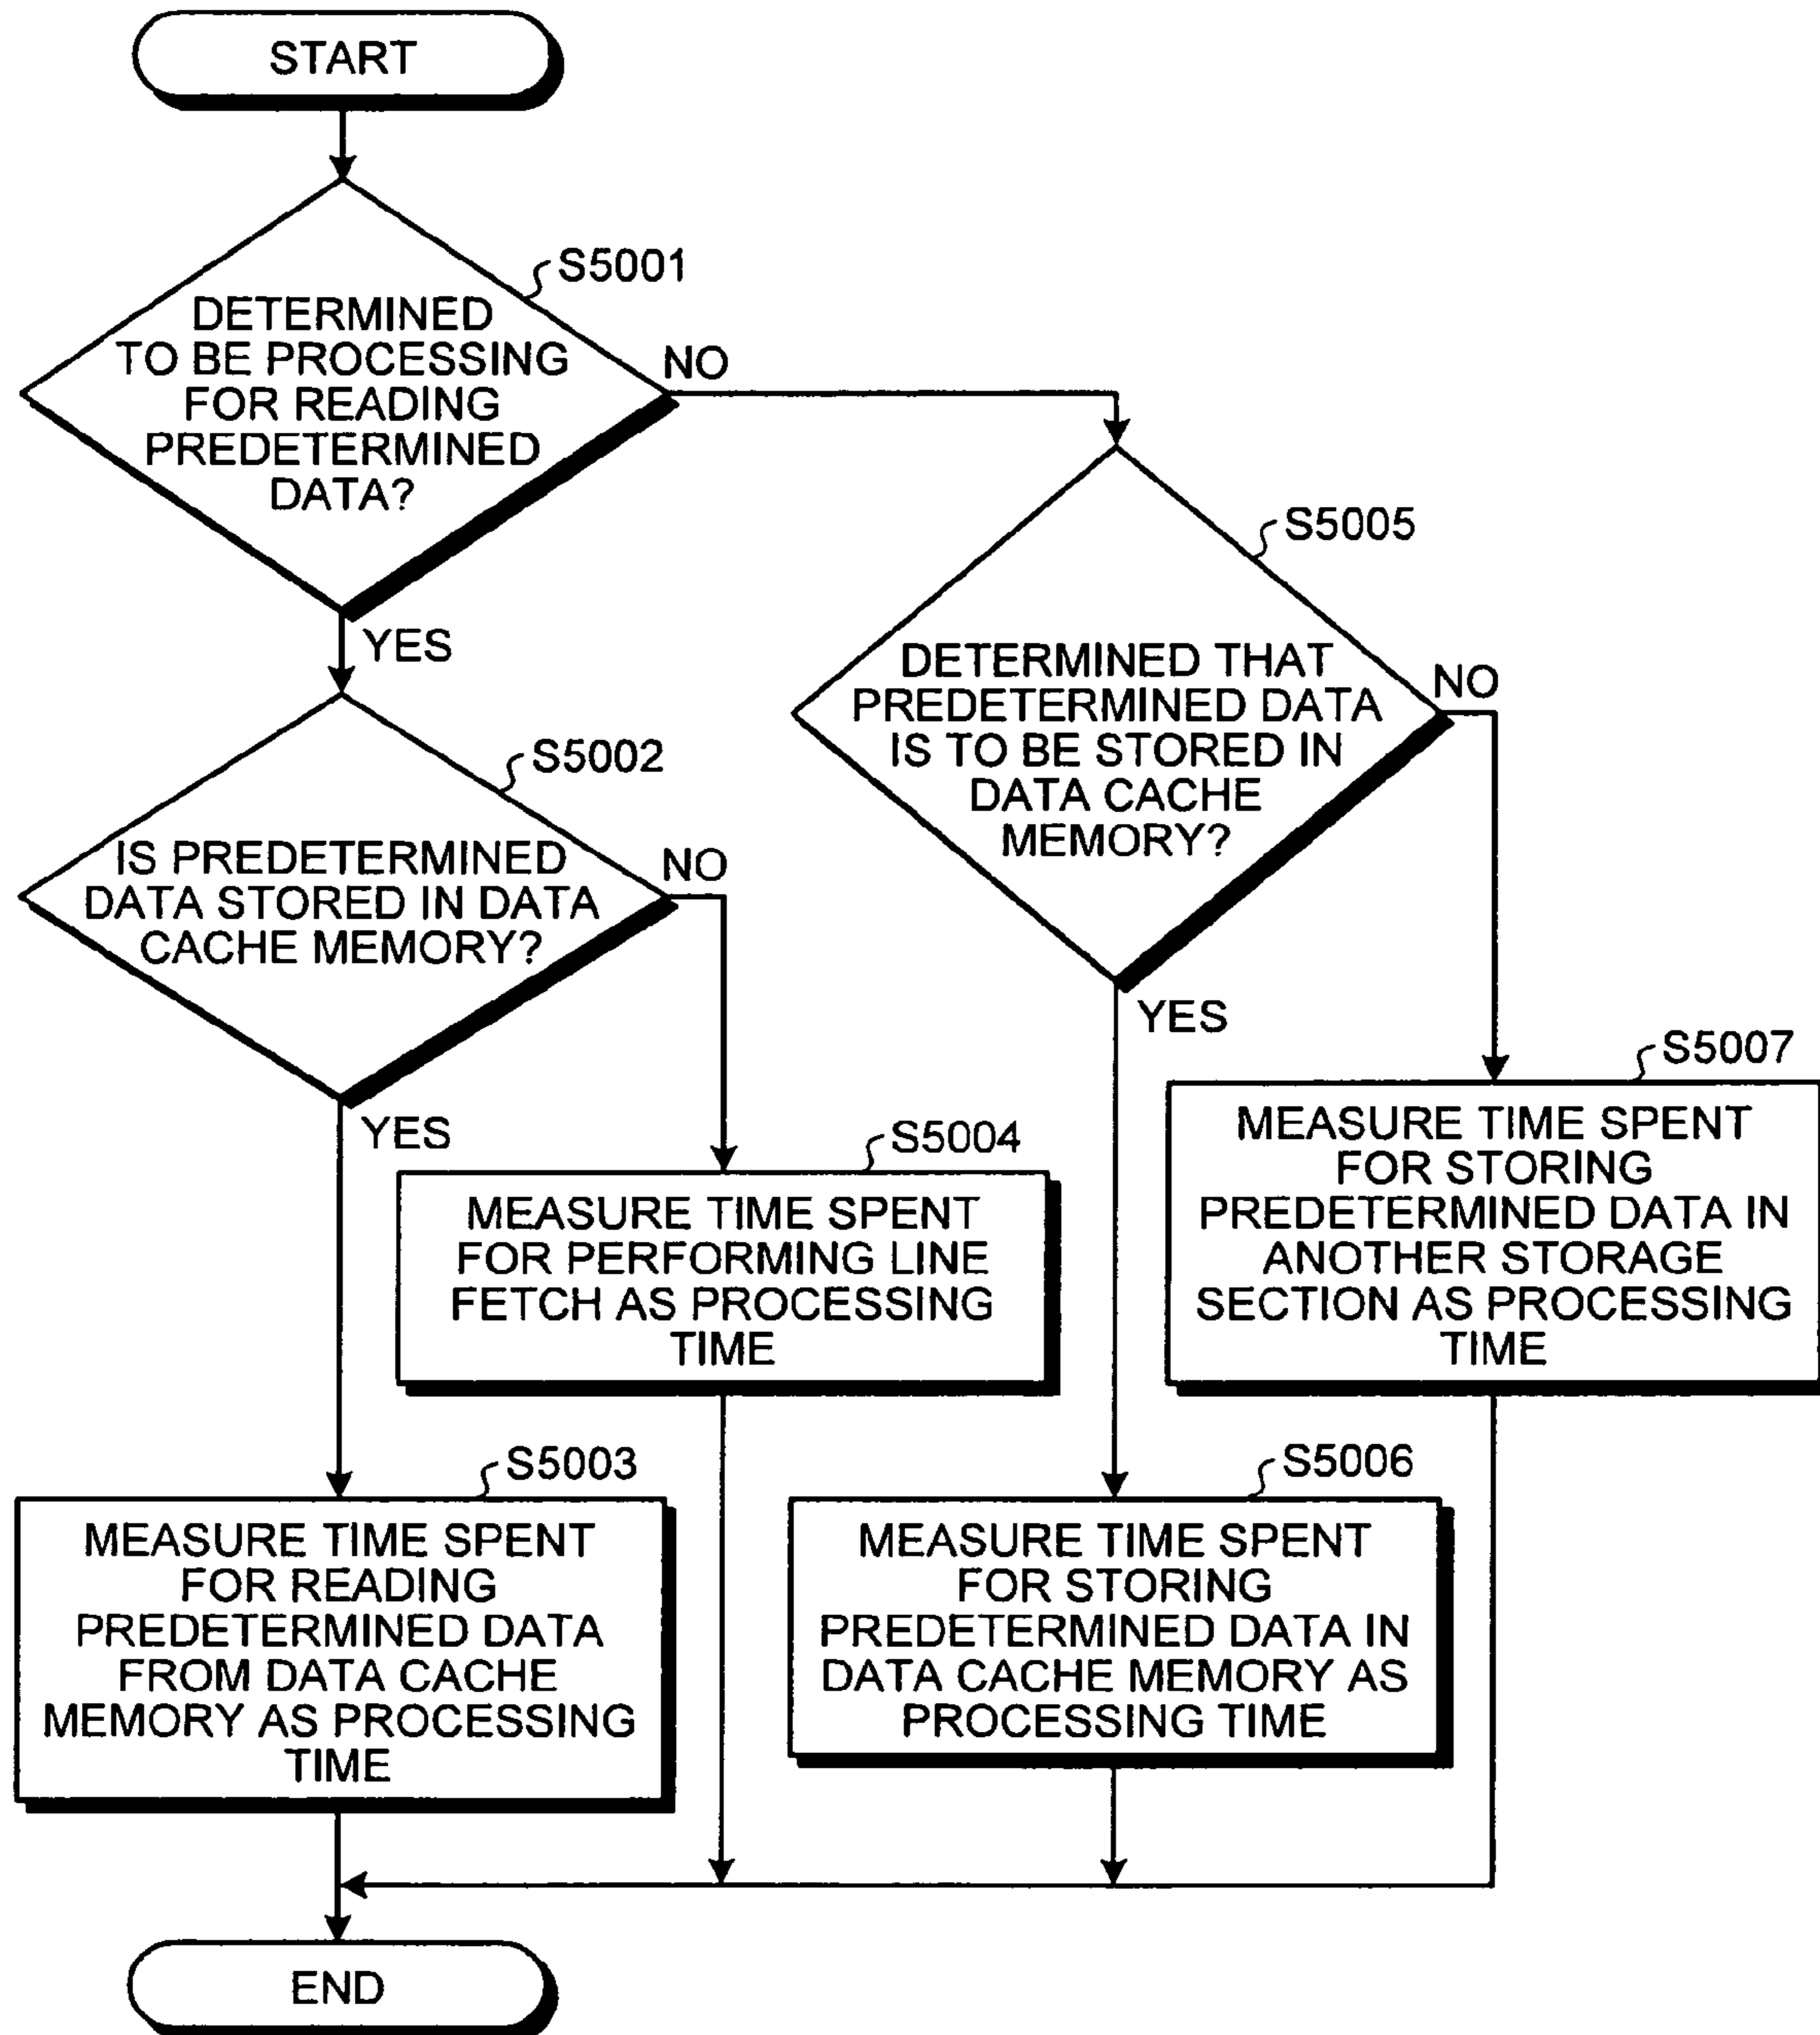 START
S5001
DETERMINED
TO BE PROCESSING
FOR READING
PREDETERMINED
DATA?
NO
YES
S5002
IS PREDETERMINED
DATA STORED IN DATA
CACHE MEMORY?
NO
YES
S5005
DETERMINED THAT
PREDETERMINED DATA
IS TO BE STORED IN
DATA CACHE
MEMORY?
NO
YES
S5004
MEASURE TIME SPENT
FOR PERFORMING LINE
FETCH AS PROCESSING
TIME
S5007
MEASURE TIME SPENT
FOR STORING
PREDETERMINED DATA IN
ANOTHER STORAGE
SECTION AS PROCESSING
TIME
S5003
MEASURE TIME SPENT
FOR READING
PREDETERMINED DATA
FROM DATA CACHE
MEMORY AS PROCESSING
TIME
S5006
MEASURE TIME SPENT
FOR STORING
PREDETERMINED DATA IN
DATA CACHE MEMORY AS
PROCESSING TIME
END